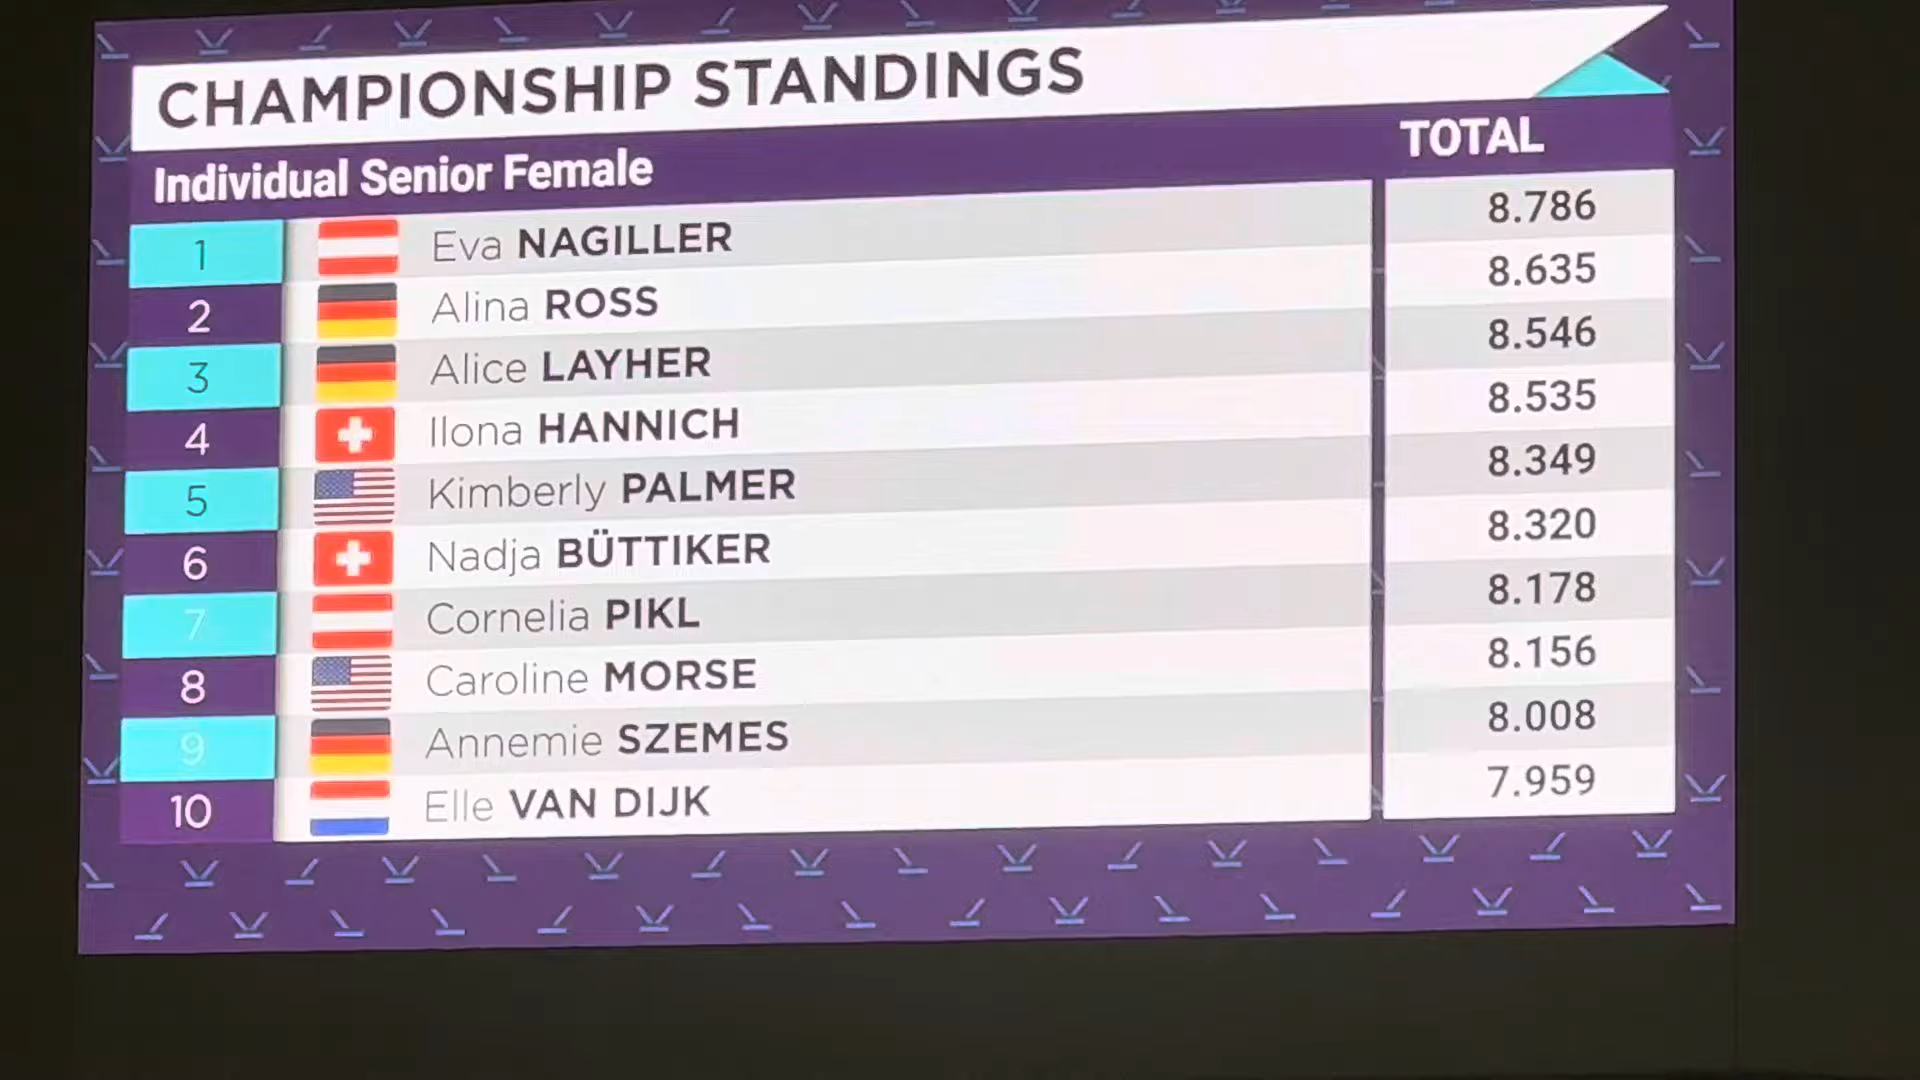 CHAMPIONSHIP STANDINGS
Individual Senior Female TOTAL
1 Eva NAGILLER 8.786
2 Alina ROSS 8.635
3 Alice LAYHER 8.546
4 Ilona HANNICH 8.535
5 Kimberly PALMER 8.349
6 Nadja BÜTTIKER 8.320
7 Cornelia PIKL 8.178
8 Caroline MORSE 8.156
9 Annemie SZEMES 8.008
10 Elle VAN DIJK 7.959